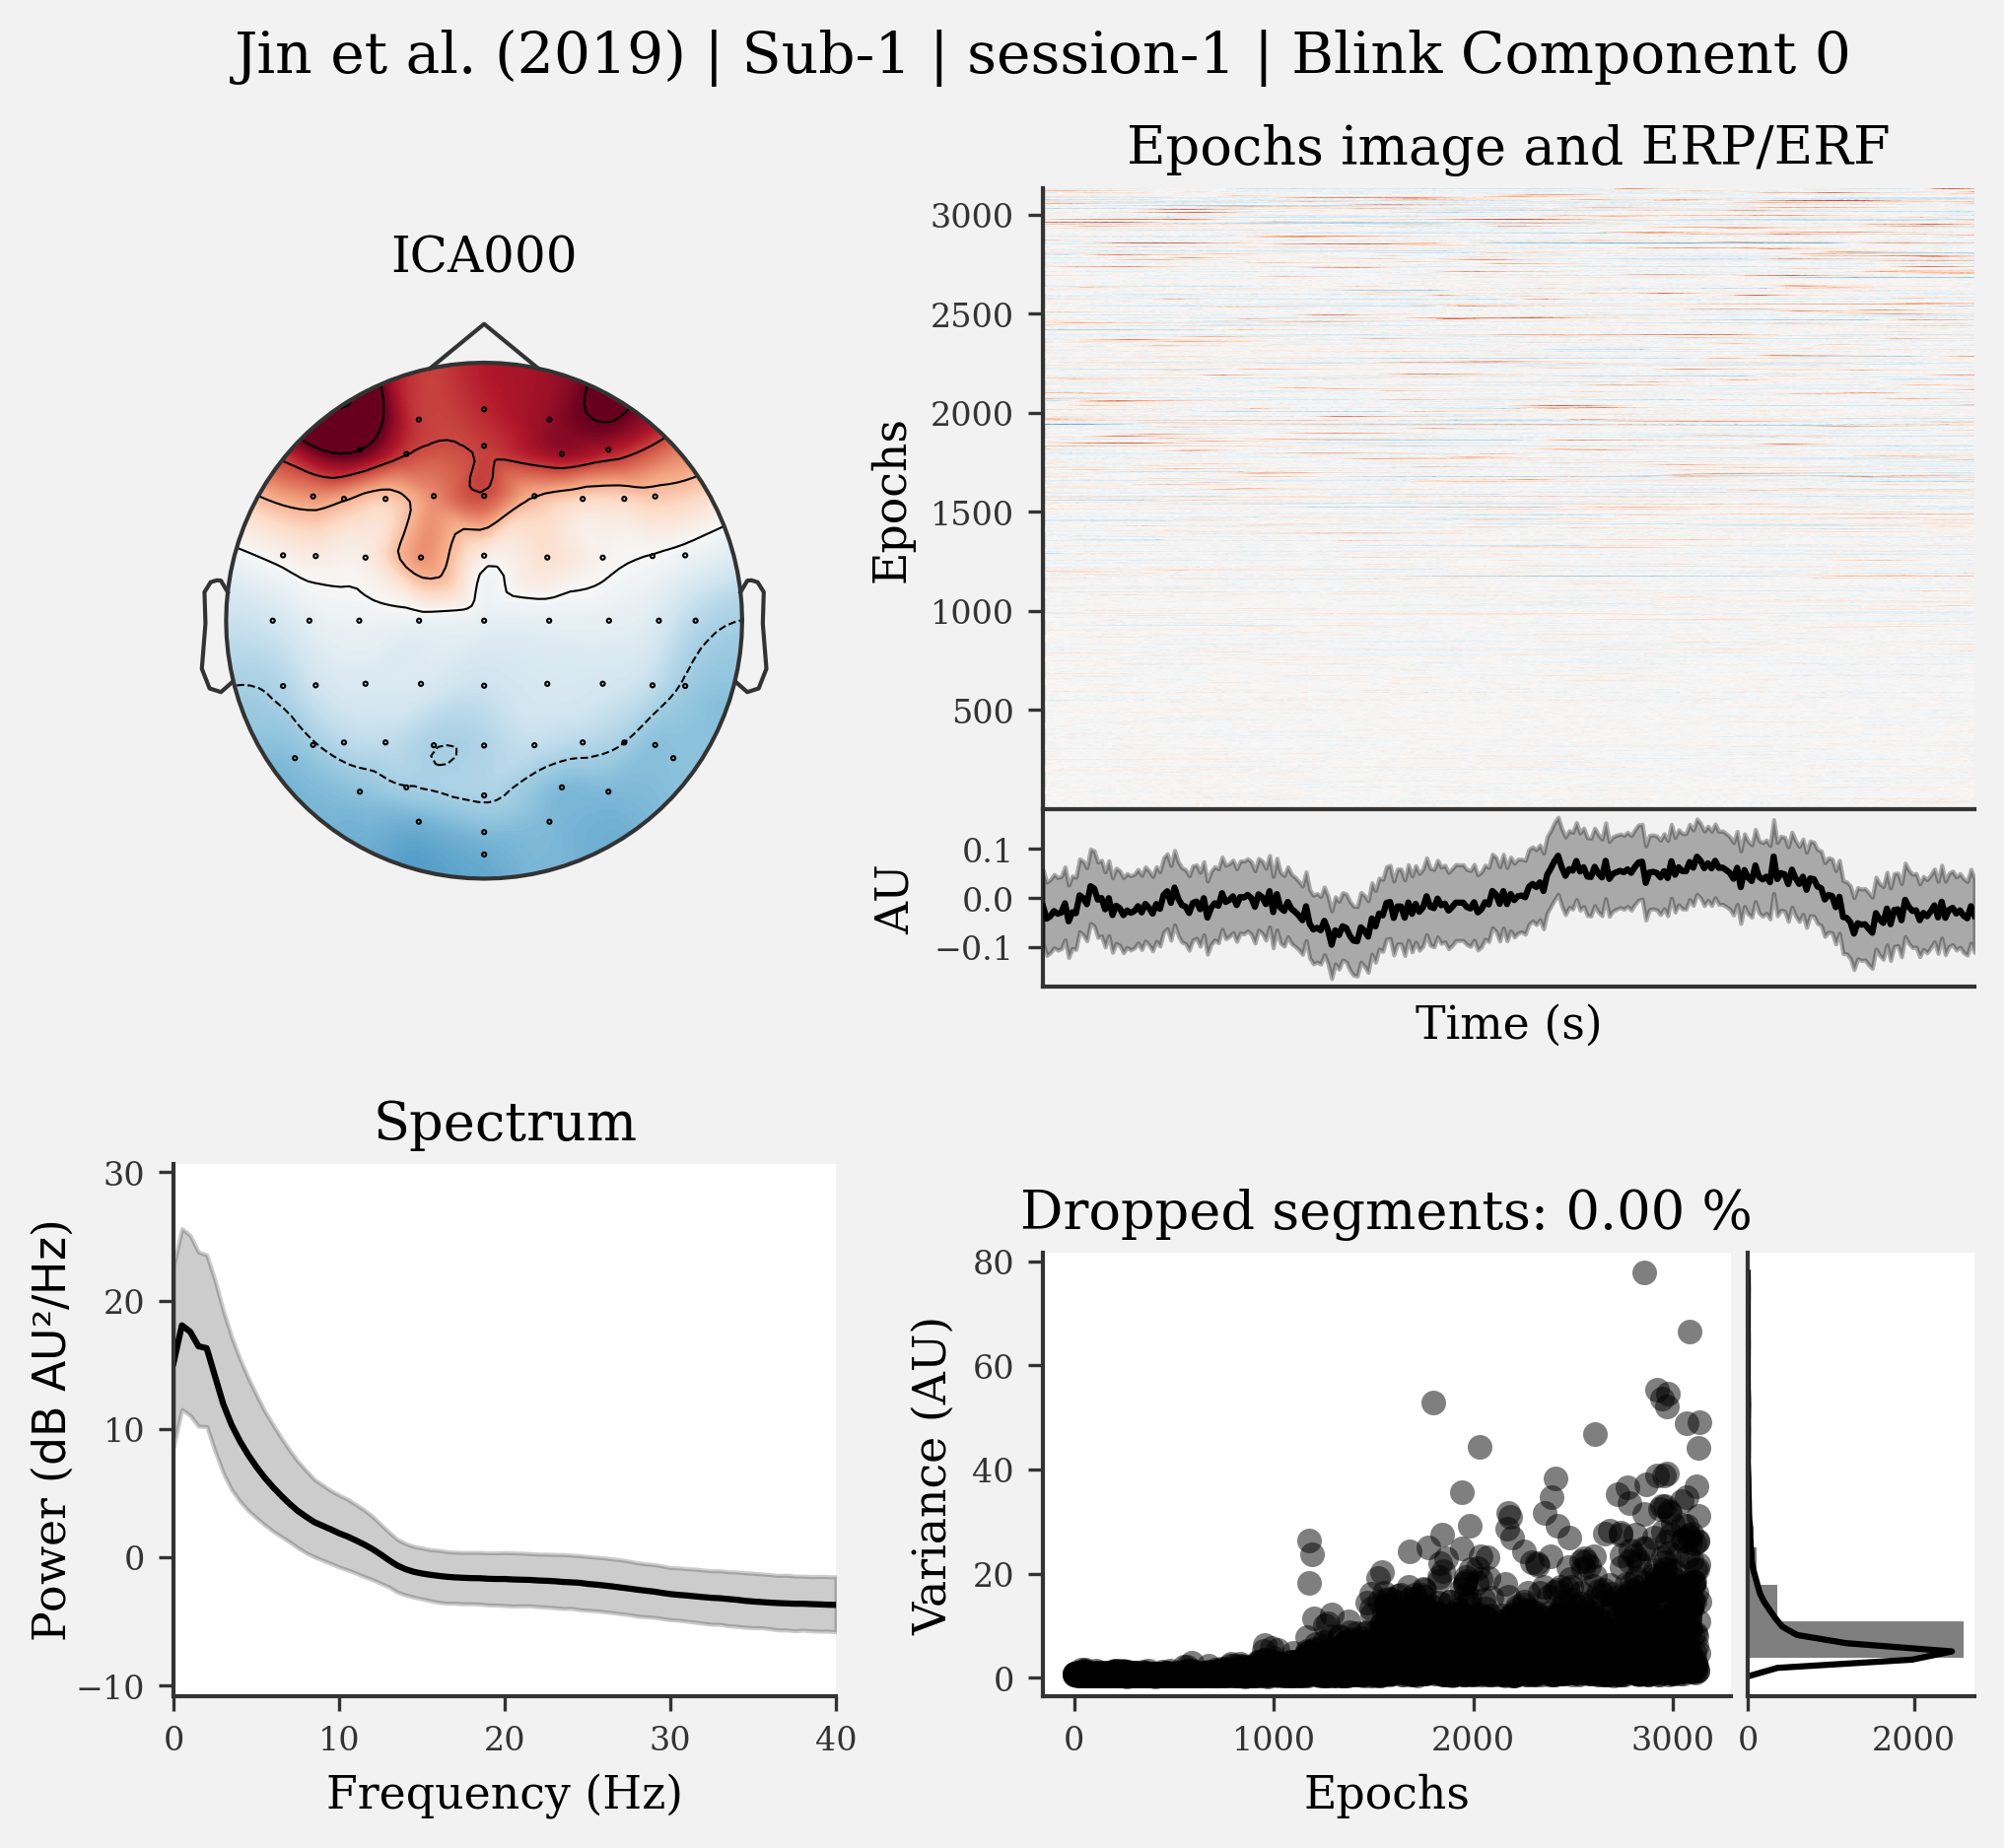 Jin et al. (2019) | Sub-1 | session-1 | Blink Component 0
ICA000
Epochs image and ERP/ERF
Epochs
3000
2500
2000
1500
1000
500
AU
0.1
0.0
−0.1
Time (s)
Spectrum
Power (dB AU²/Hz)
30
20
10
0
−10
0 10 20 30 40
Frequency (Hz)
Dropped segments: 0.00 %
Variance (AU)
80
60
40
20
0
0 1000 2000 3000 0 2000
Epochs